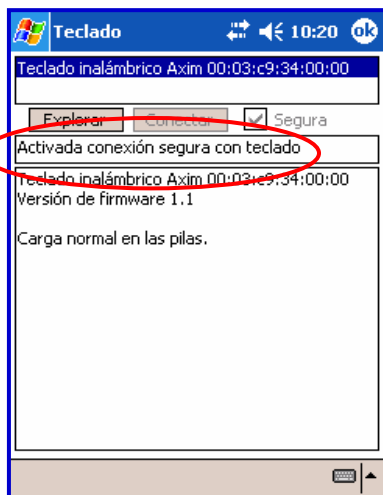 Teclado 10:20 ok
Teclado inalámbrico Axim 00:03:c9:34:00:00
Explorar Conectar Segura
Activada conexión segura con teclado
Teclado inalámbrico Axim 00:03:c9:34:00:00
Versión de firmware 1.1
Carga normal en las pilas.